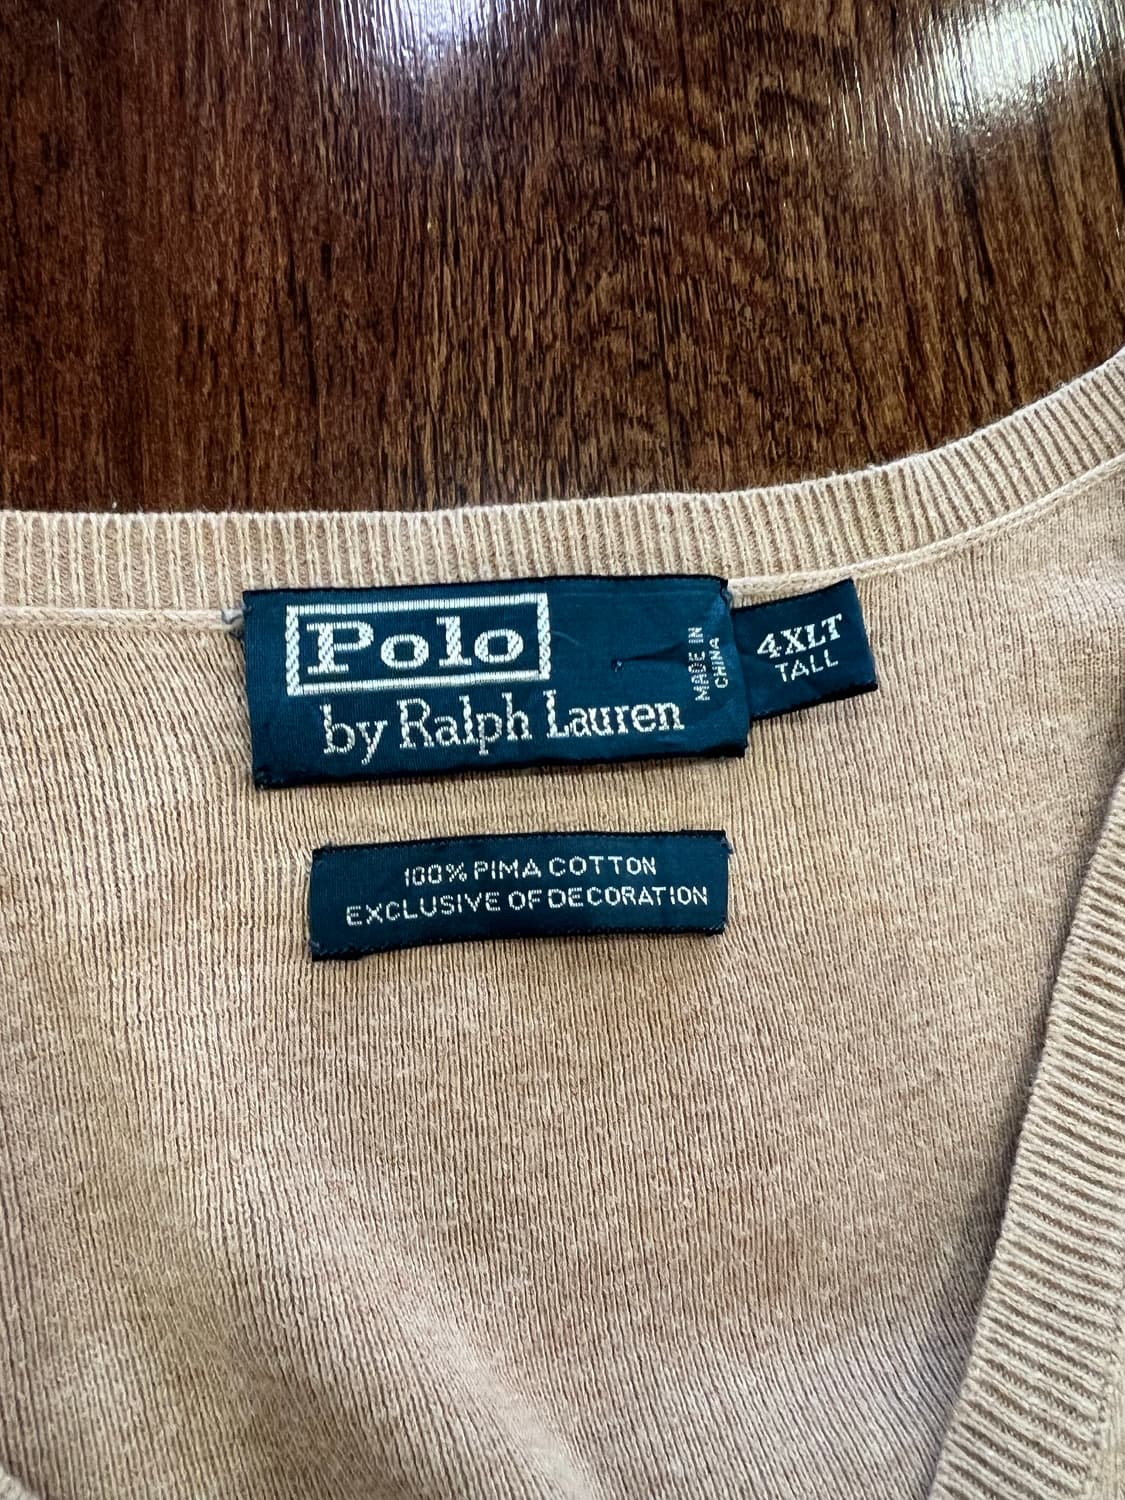 Polo
by Ralph Lauren
MADE IN
CHINA
4XLT
TALL
100% PIMA COTTON
EXCLUSIVE OF DECORATION